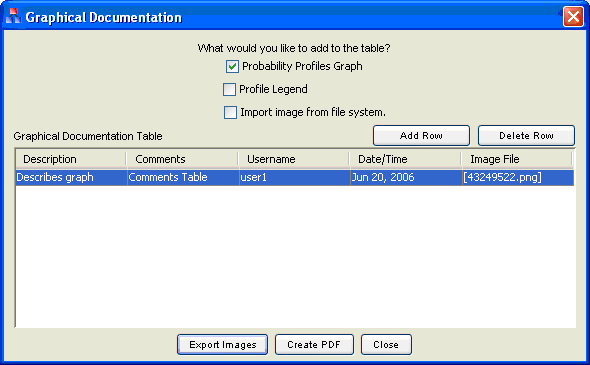 Graphical Documentation
What would you like to add to the table?
Probability Profiles Graph
Profile Legend
Import image from file system.
Graphical Documentation Table Add Row Delete Row
Description Comments Username Date/Time Image File
Describes graph Comments Table user1 Jun 20, 2006 [43249522.png]
Export Images Create PDF Close